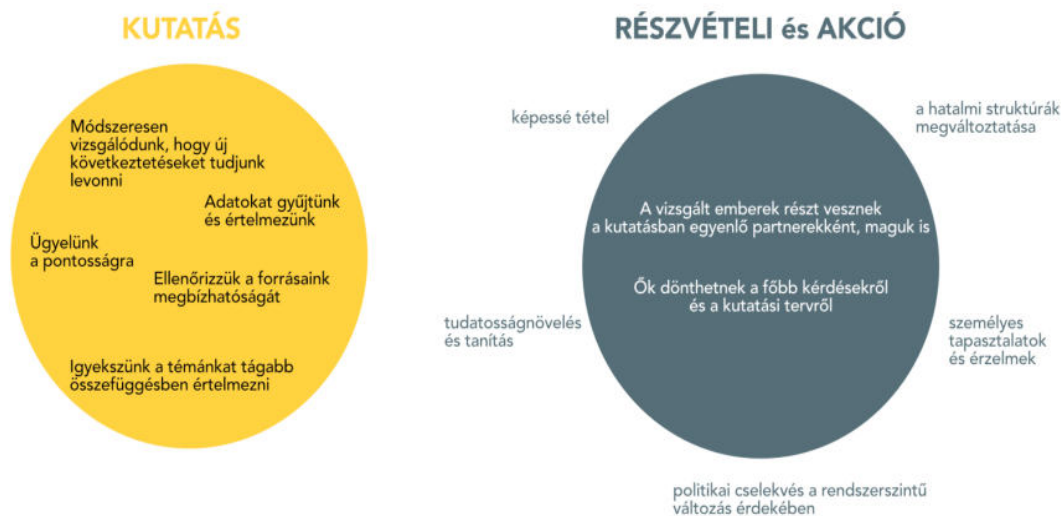 KUTATÁS
Módszeresen
vizsgálódunk, hogy új
következtetéseket tudjunk
levonni
Adatokat gyűjtünk
és értelmezünk
Ügyelünk
a pontosságra
Ellenőrizzük a forrásaink
megbízhatóságát
Igyekszünk a témánkat tágabb
összefüggésben értelmezni
RÉSZVÉTELI és AKCIÓ
képessé tétel
a hatalmi struktúrák
megváltoztatása
A vizsgált emberek részt vesznek
a kutatásban egyenlő partnerekként, maguk is
Ők dönthetnek a főbb kérdésekről
és a kutatási tervről
tudatosságnövelés
és tanítás
személyes
tapasztalatok
és érzelmek
politikai cselekvés a rendszerszintű
változás érdekében